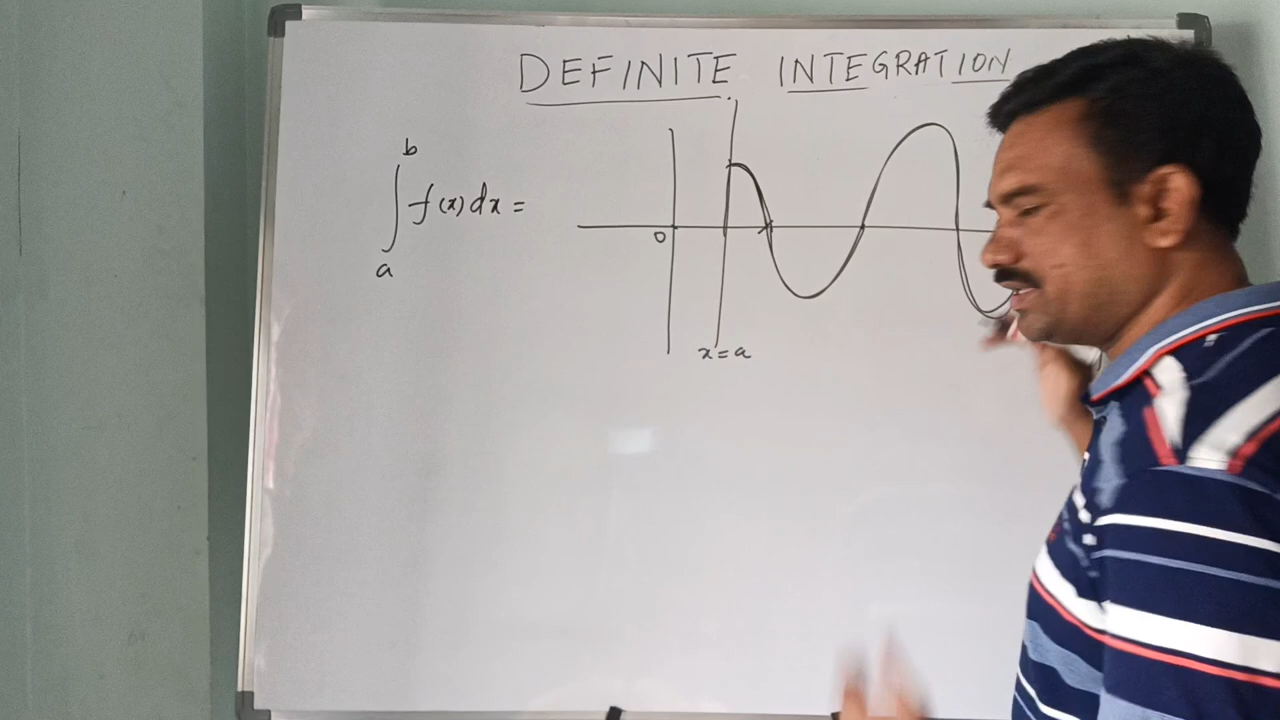 DEFINITE INTEGRATION
b
∫ f(x) dx =
a
0
x = a